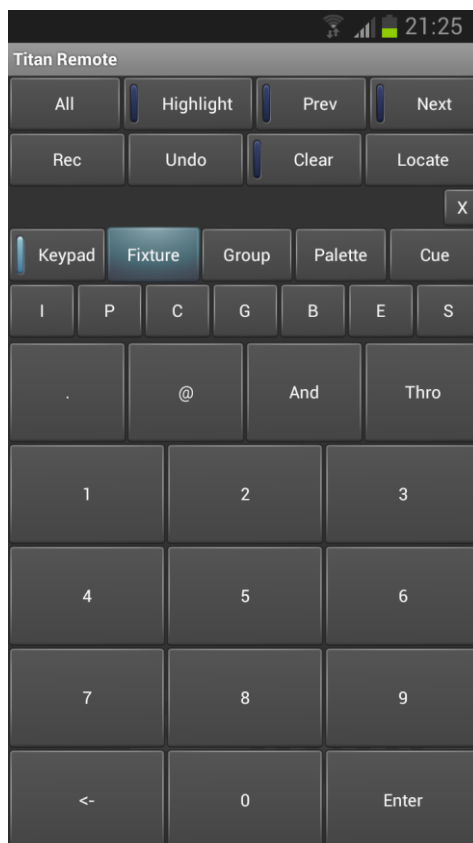 21:25
Titan Remote
All Highlight Prev Next
Rec Undo Clear Locate
X
Keypad Fixture Group Palette Cue
I P C G B E S
. @ And Thro
1 2 3
4 5 6
7 8 9
<- 0 Enter